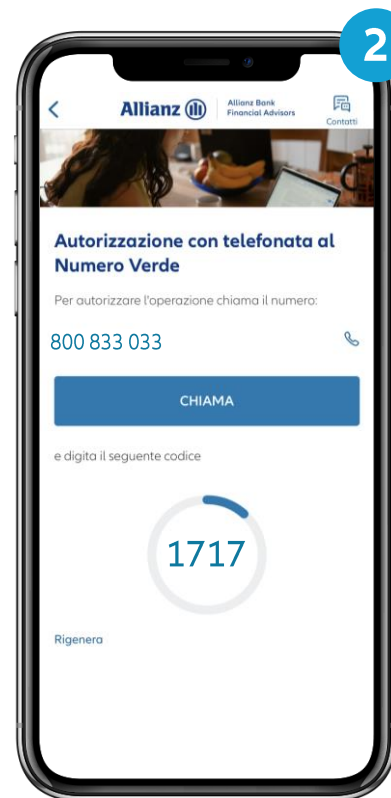 2
Allianz
Allianz Bank
Financial Advisors
Contatti
Autorizzazione con telefonata al
Numero Verde
Per autorizzare l'operazione chiama il numero:
800 833 033
CHIAMA
e digita il seguente codice
1717
Rigenera